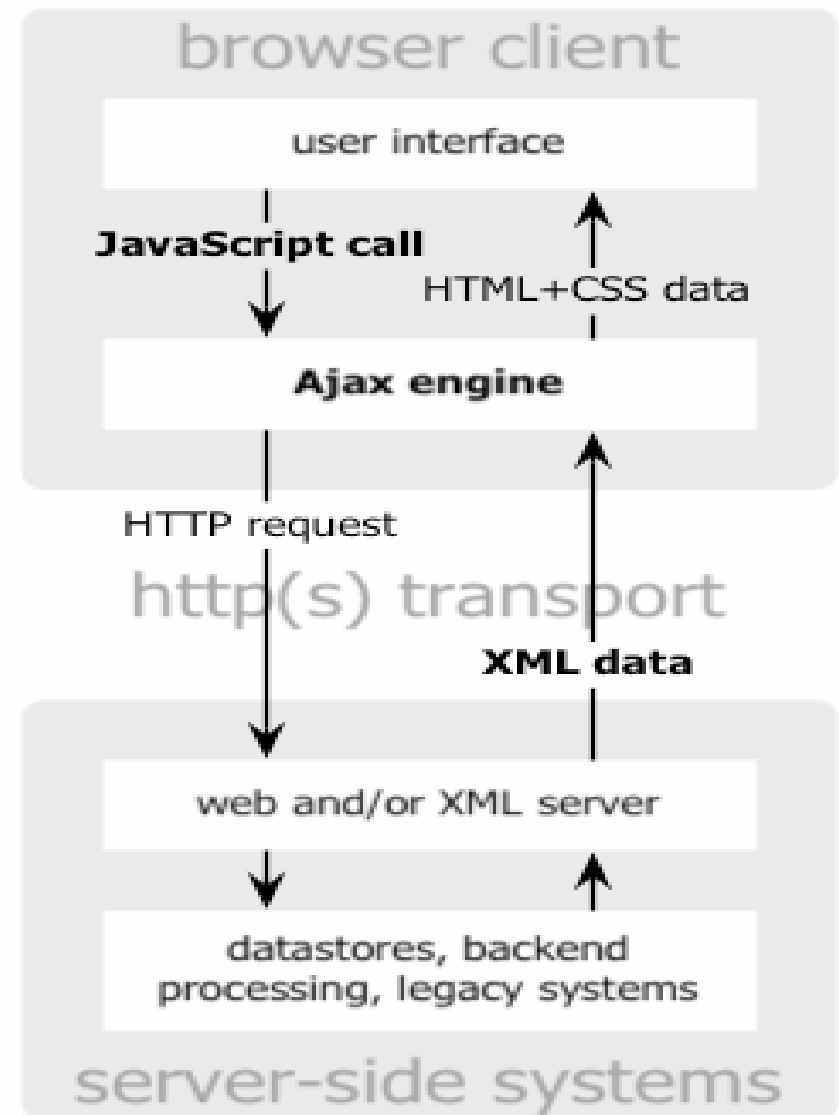 browser client
user interface
JavaScript call
HTML+CSS data
Ajax engine
HTTP request
http(s) transport
XML data
web and/or XML server
datastores, backend
processing, legacy systems
server-side systems